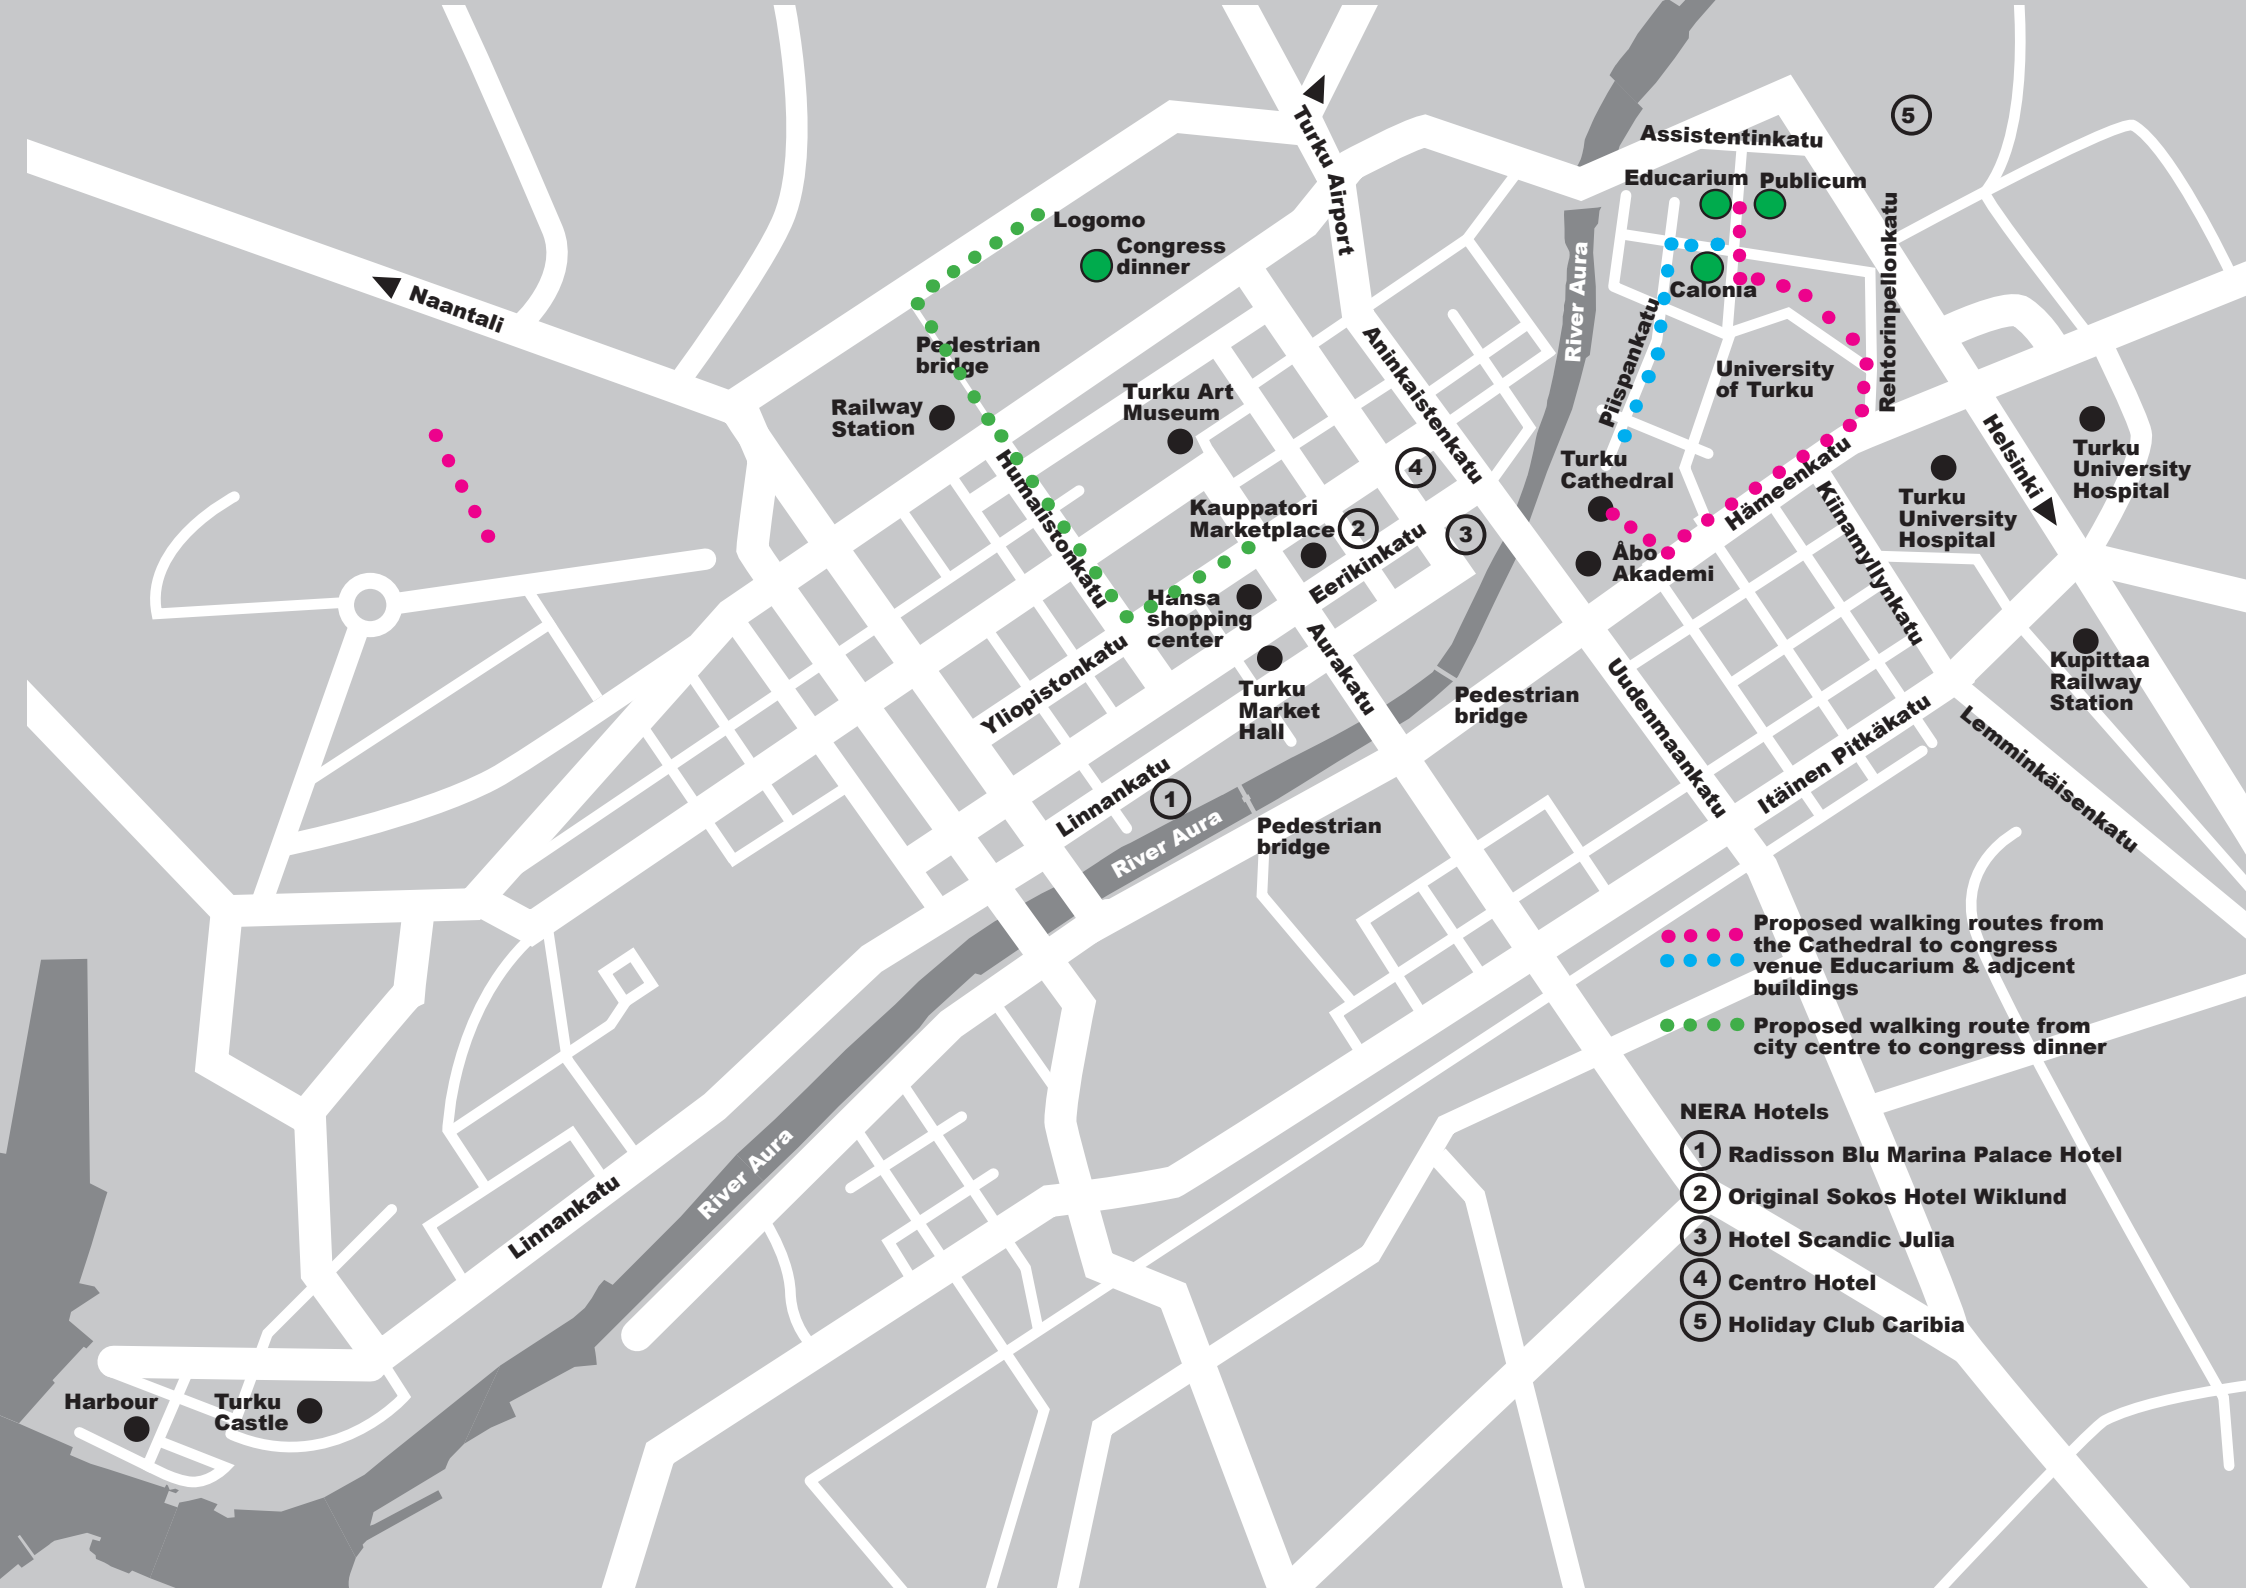 5
Assistentinkatu
Turku Airport
Educarium
Publicum
Logomo
Congress
dinner
River Aura
Rehtorinpellonkatu
Naantali
Calonia
Pedestrian
bridge
Piispankatu
Aninkaistenkatu
University
of Turku
Turku Art
Museum
Railway
Station
Helsinki
Turku
University
Hospital
Turku
Cathedral
4
Humalistonkatu
Hämeenkatu
Kiinamyllynkatu
Turku
University
Hospital
Kauppatori
Marketplace
2
3
Eerikinkatu
Åbo
Akademi
Hansa
shopping
center
Aurakatu
Yliopistonkatu
Uudenmaankatu
Kupittaa
Railway
Station
Turku
Market
Hall
Pedestrian
bridge
Itäinen Pitkäkatu
Lemminkäisenkatu
Linnankatu
1
River Aura
Pedestrian
bridge
Proposed walking routes from
the Cathedral to congress
venue Educarium & adjcent
buildings
Proposed walking route from
city centre to congress dinner
NERA Hotels
1 Radisson Blu Marina Palace Hotel
2 Original Sokos Hotel Wiklund
3 Hotel Scandic Julia
4 Centro Hotel
5 Holiday Club Caribia
River Aura
Linnankatu
Harbour
Turku
Castle